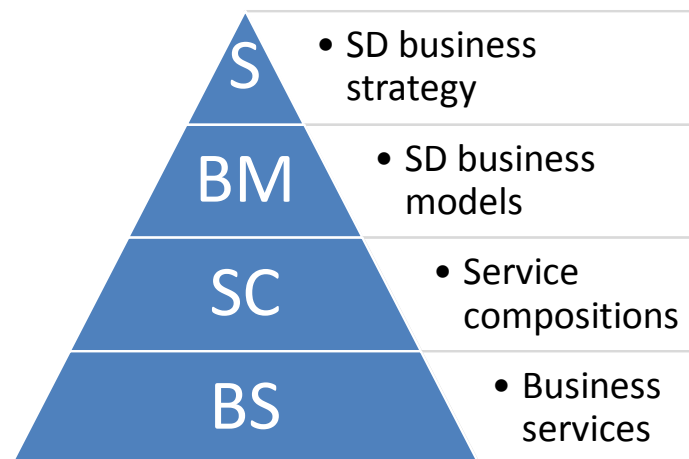 S
• SD business
strategy
BM
• SD business
models
SC
• Service
compositions
BS
• Business
services